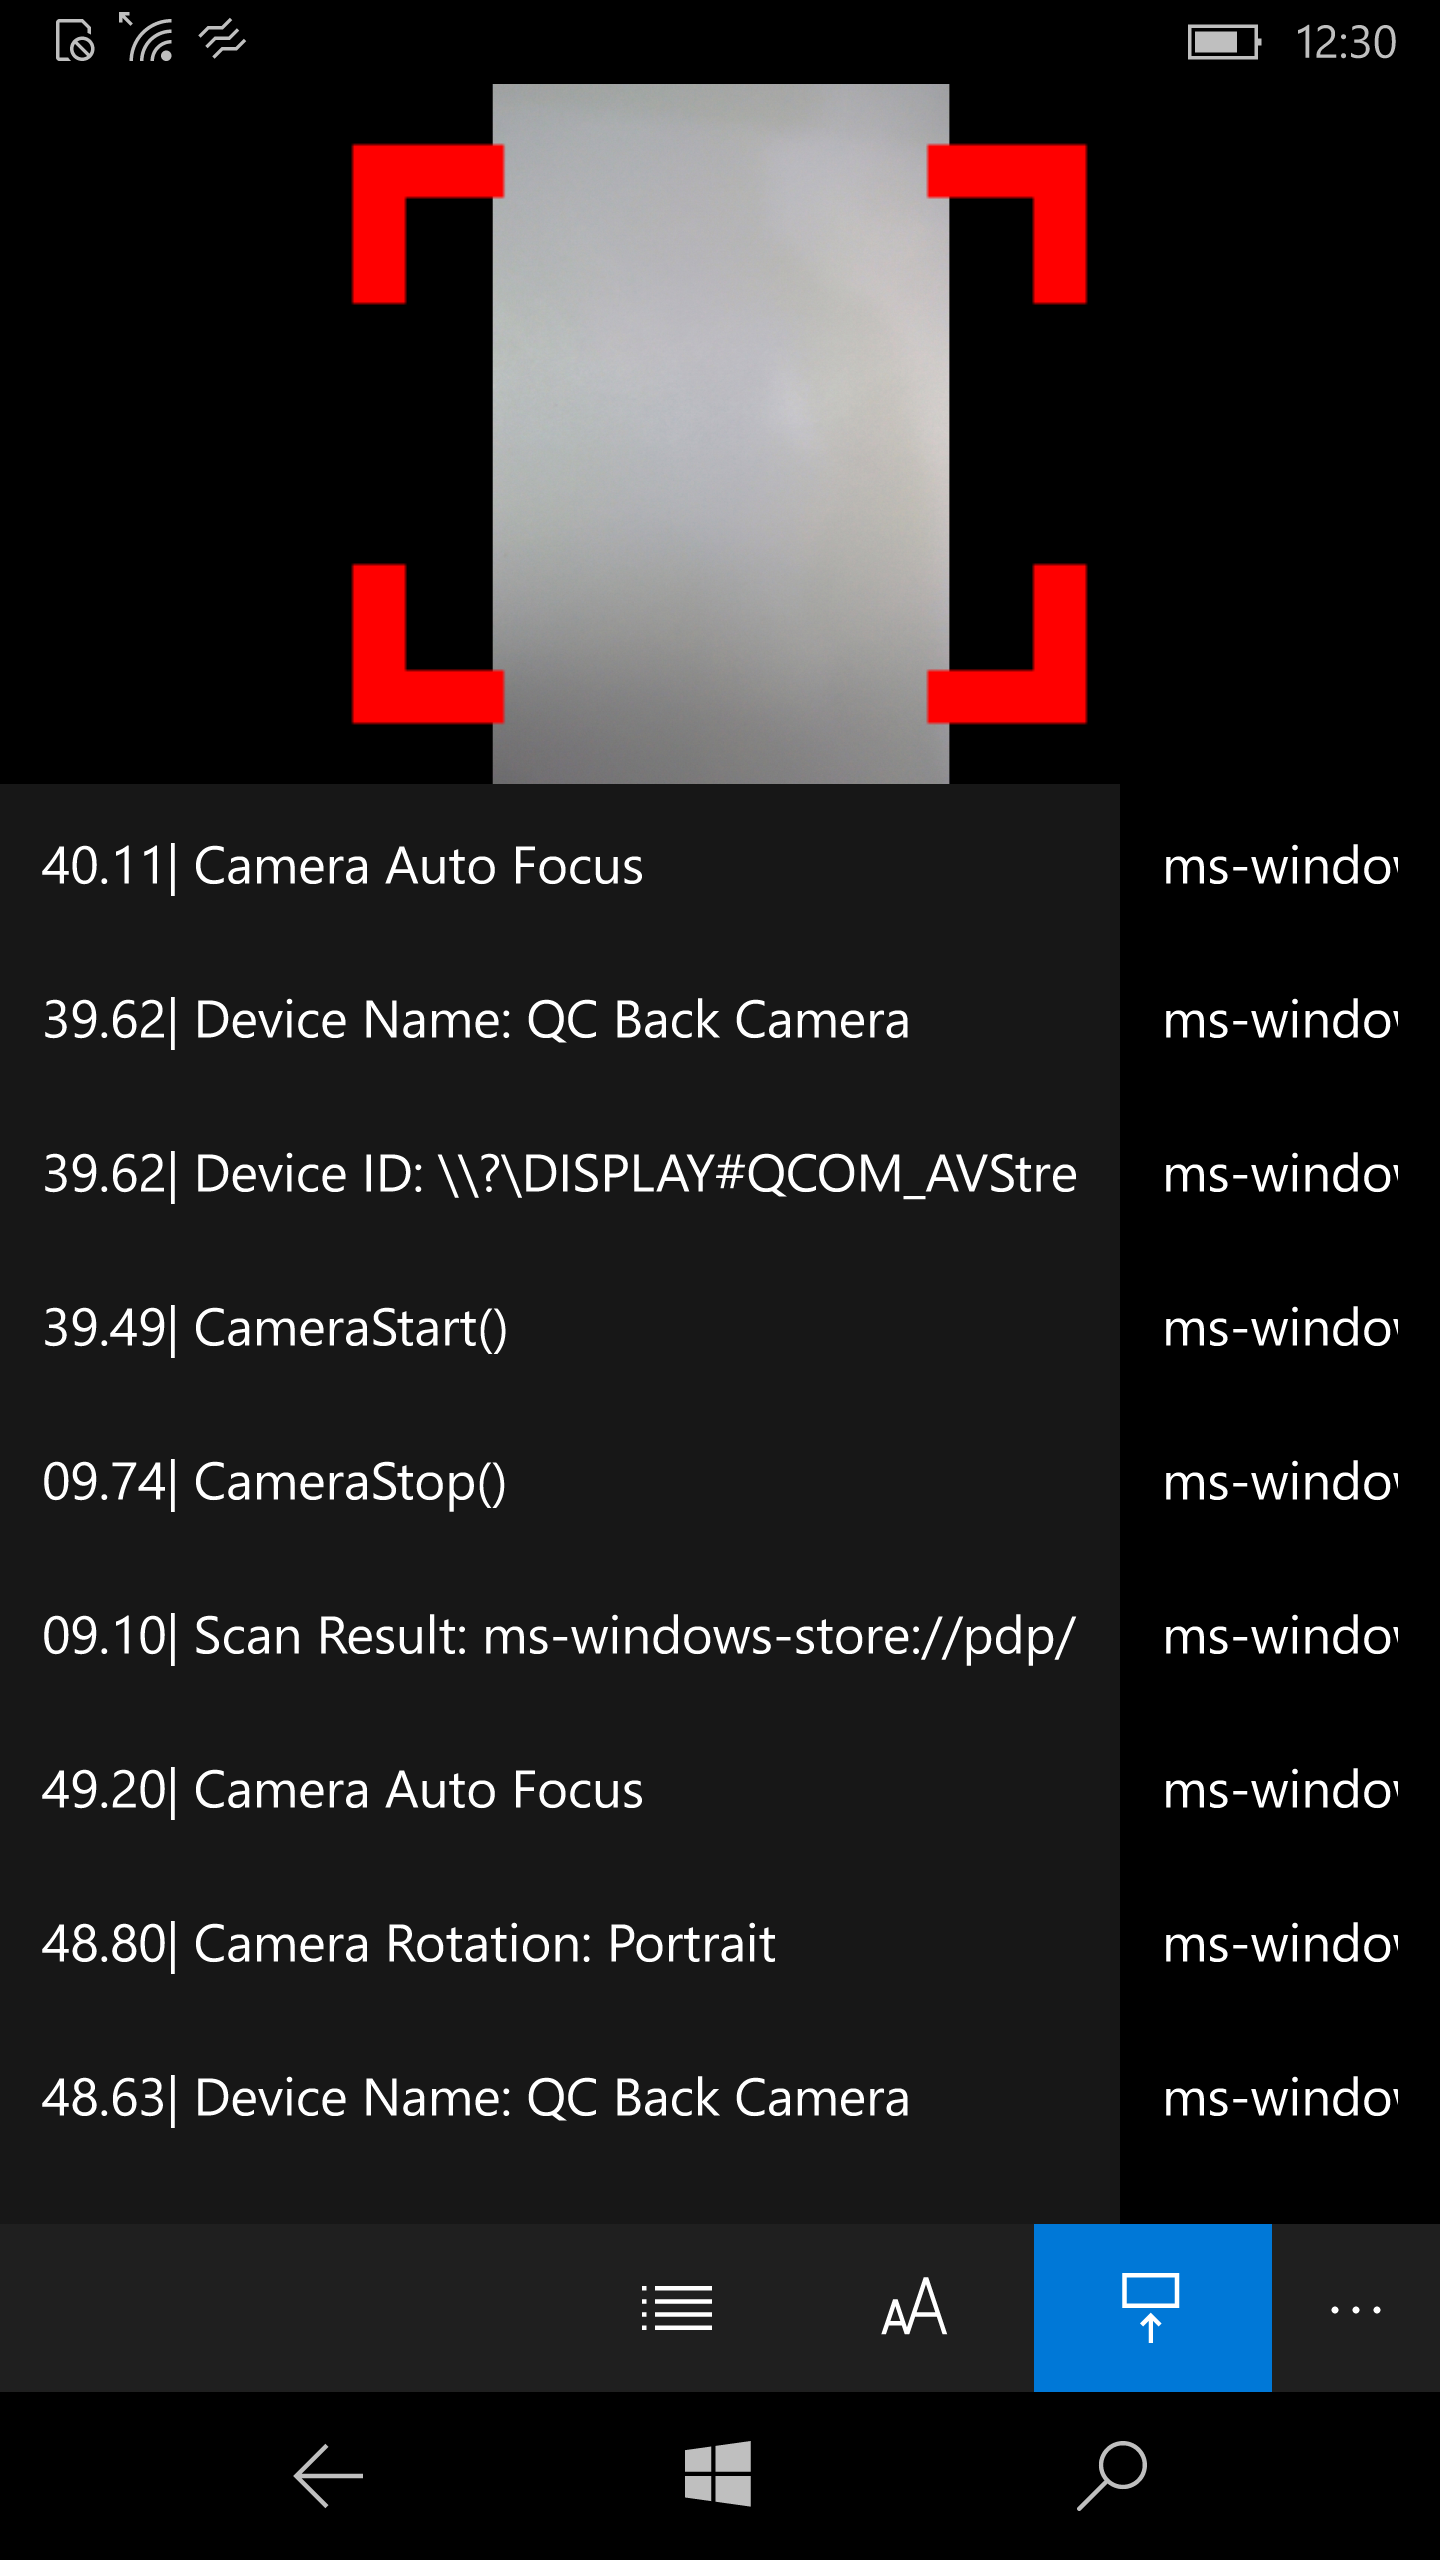 12:30
40.11| Camera Auto Focus
39.62| Device Name: QC Back Camera
39.62| Device ID: \\?\DISPLAY#QCOM_AVStre
39.49| CameraStart()
09.74| CameraStop()
09.10| Scan Result: ms-windows-store://pdp/
49.20| Camera Auto Focus
48.80| Camera Rotation: Portrait
48.63| Device Name: QC Back Camera
ms-windo
ms-windo
ms-windo
ms-windo
ms-windo
ms-windo
ms-windo
ms-windo
ms-windo
AA